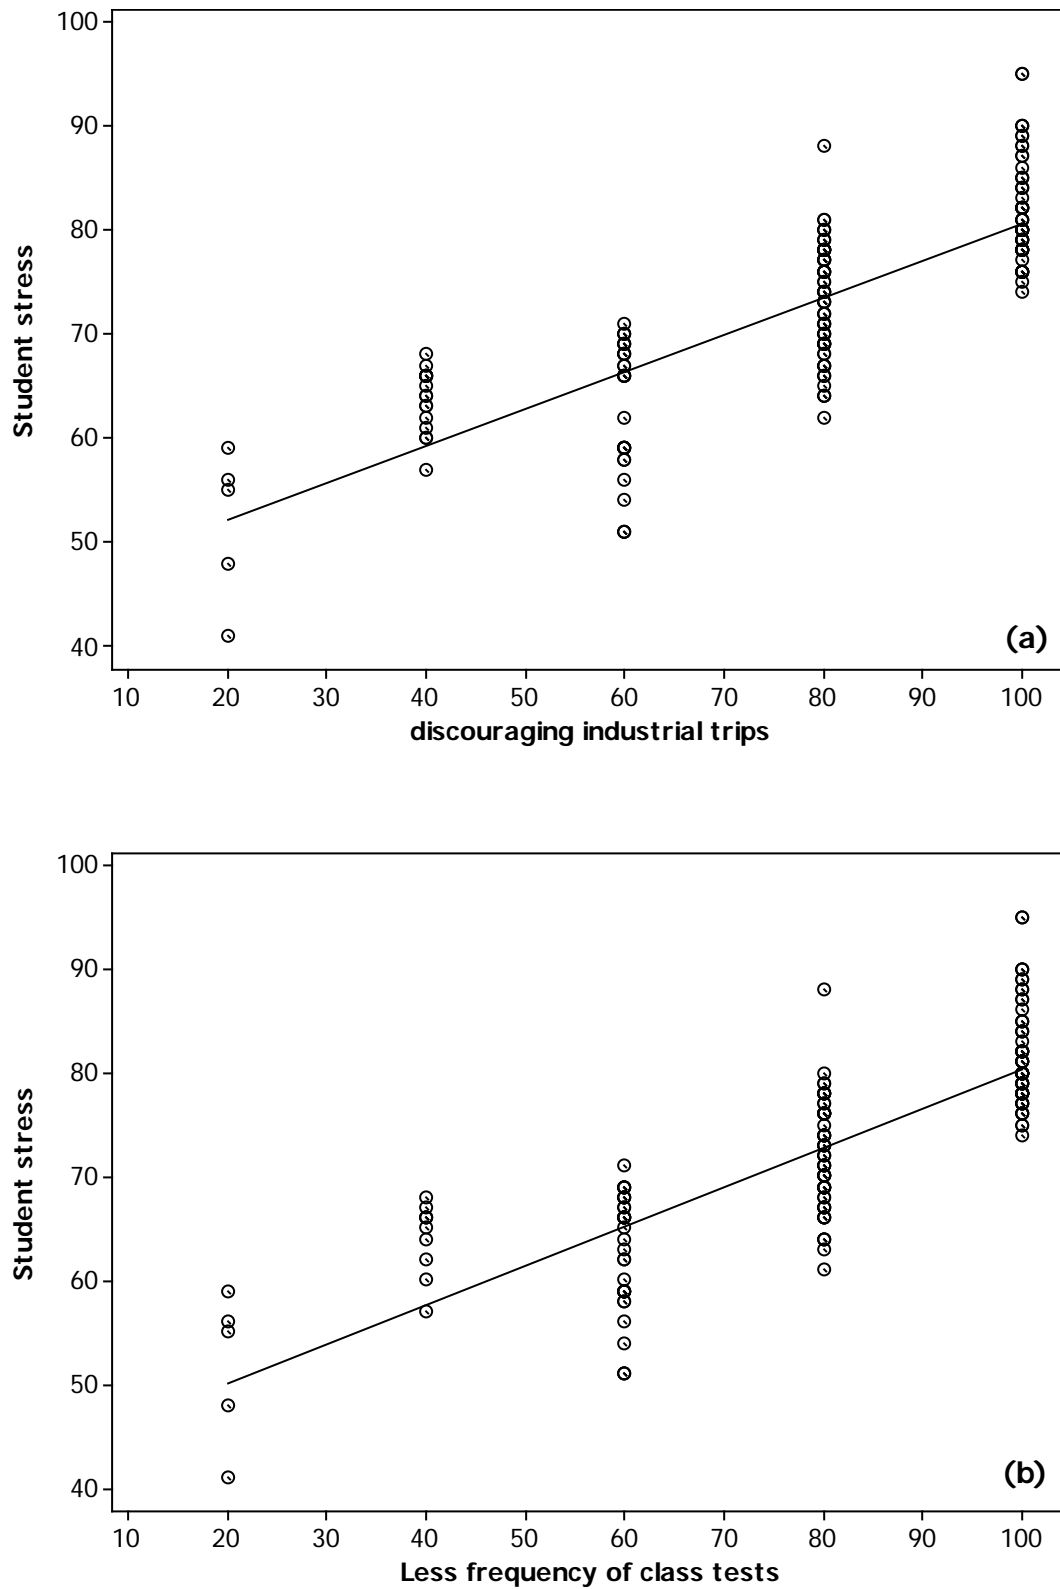 100
90
80
70
60
50
40
Student stress
(a)
10 20 30 40 50 60 70 80 90 100
discouraging industrial trips
100
90
80
70
60
50
40
Student stress
(b)
10 20 30 40 50 60 70 80 90 100
Less frequency of class tests